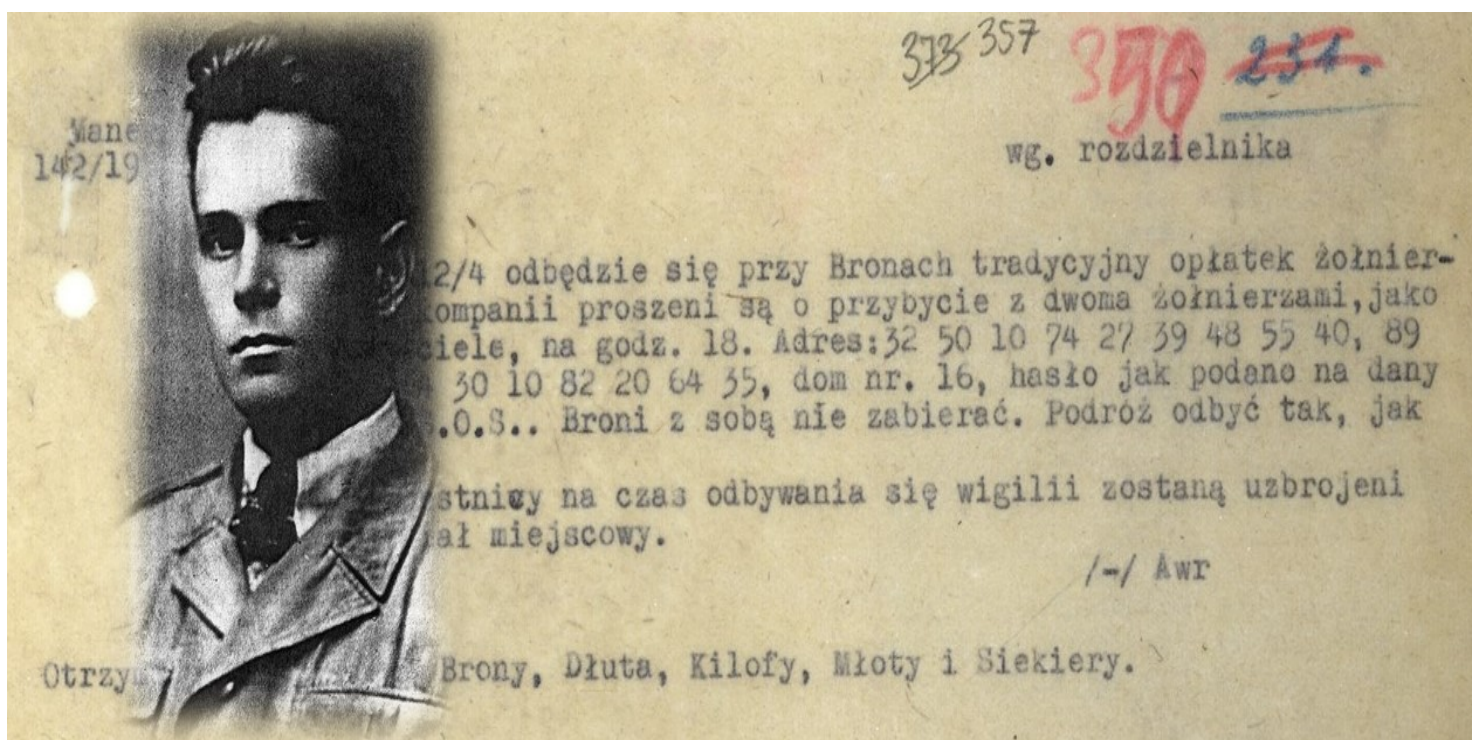 373 357 350 231.
Mane
142/19 wg. rozdzielnika
12/4 odbędzie się przy Bronach tradycyjny opłatek żołnier-
ompanii proszeni są o przybycie z dwoma żołnierzami,jako
ciele, na godz. 18. Adres:32 50 10 74 27 39 48 55 40, 89
30 10 82 20 64 35, dom nr. 16, hasło jak podano na dany
.O.S.. Broni z sobą nie zabierać. Podróż odbyć tak, jak
stnicy na czas odbywania się wigilii zostaną uzbrojeni
ał miejscowy.
/-/ Awr
Otrzym Brony, Dłuta, Kilofy, Młoty i Siekiery.